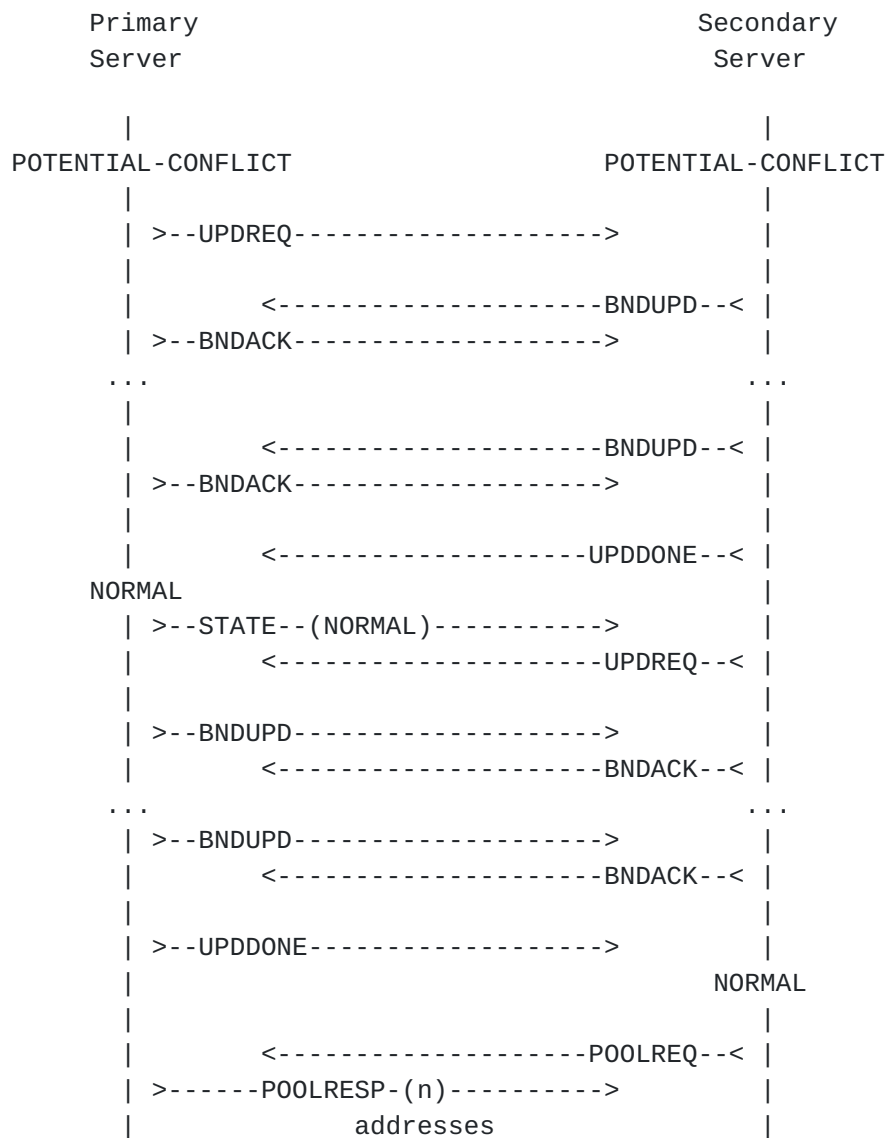 Primary Secondary
Server Server
| |
POTENTIAL-CONFLICT POTENTIAL-CONFLICT
| |
| >--UPDREQ--------------------> |
| |
| <---------------------BNDUPD--< |
| >--BNDACK--------------------> |
... ...
| |
| <---------------------BNDUPD--< |
| >--BNDACK--------------------> |
| |
| <--------------------UPDDONE--< |
NORMAL |
| >--STATE--(NORMAL)-----------> |
| <---------------------UPDREQ--< |
| |
| >--BNDUPD--------------------> |
| <---------------------BNDACK--< |
... ...
| >--BNDUPD--------------------> |
| <---------------------BNDACK--< |
| |
| >--UPDDONE-------------------> |
| NORMAL
| |
| <--------------------POOLREQ--< |
| >------POOLRESP-(n)----------> |
| addresses |